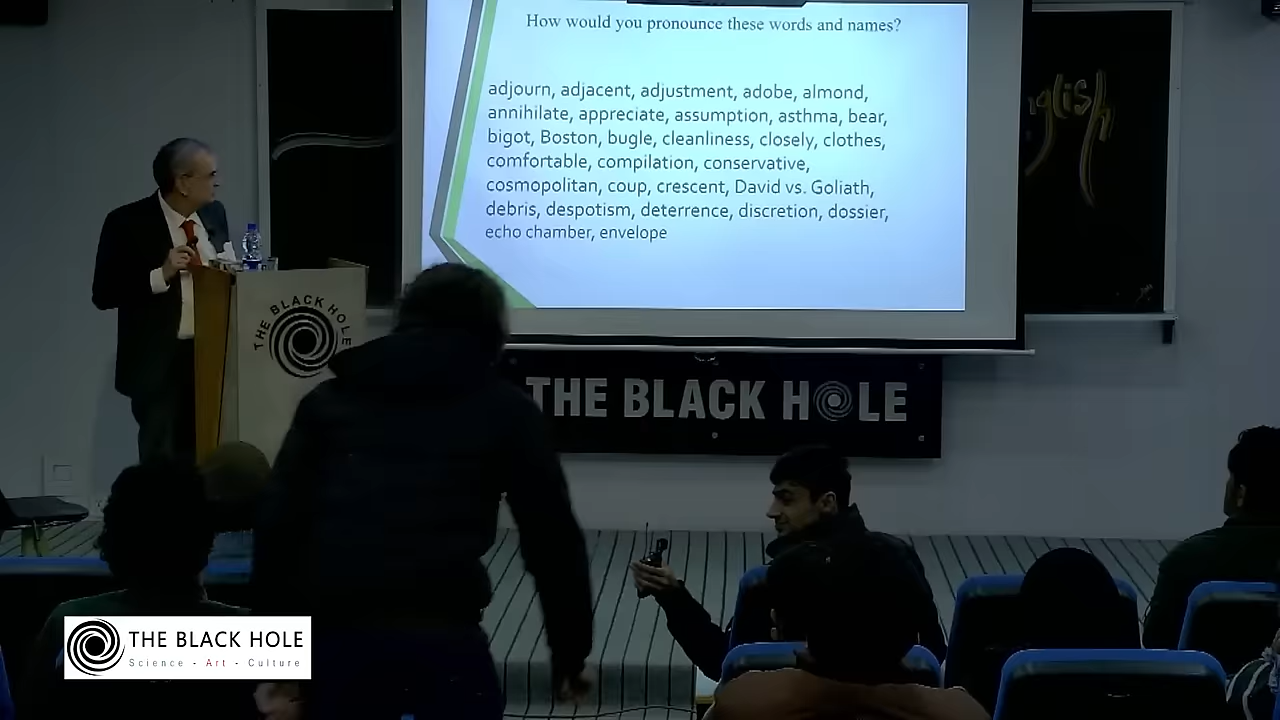 How would you pronounce these words and names?
adjourn, adjacent, adjustment, adobe, almond,
annihilate, appreciate, assumption, asthma, bear,
bigot, Boston, bugle, cleanliness, closely, clothes,
comfortable, compilation, conservative,
cosmopolitan, coup, crescent, David vs. Goliath,
debris, despotism, deterrence, discretion, dossier,
echo chamber, envelope
THE BLACK HOLE
THE BLACK HOLE
THE BLACK HOLE
Science - Art - Culture